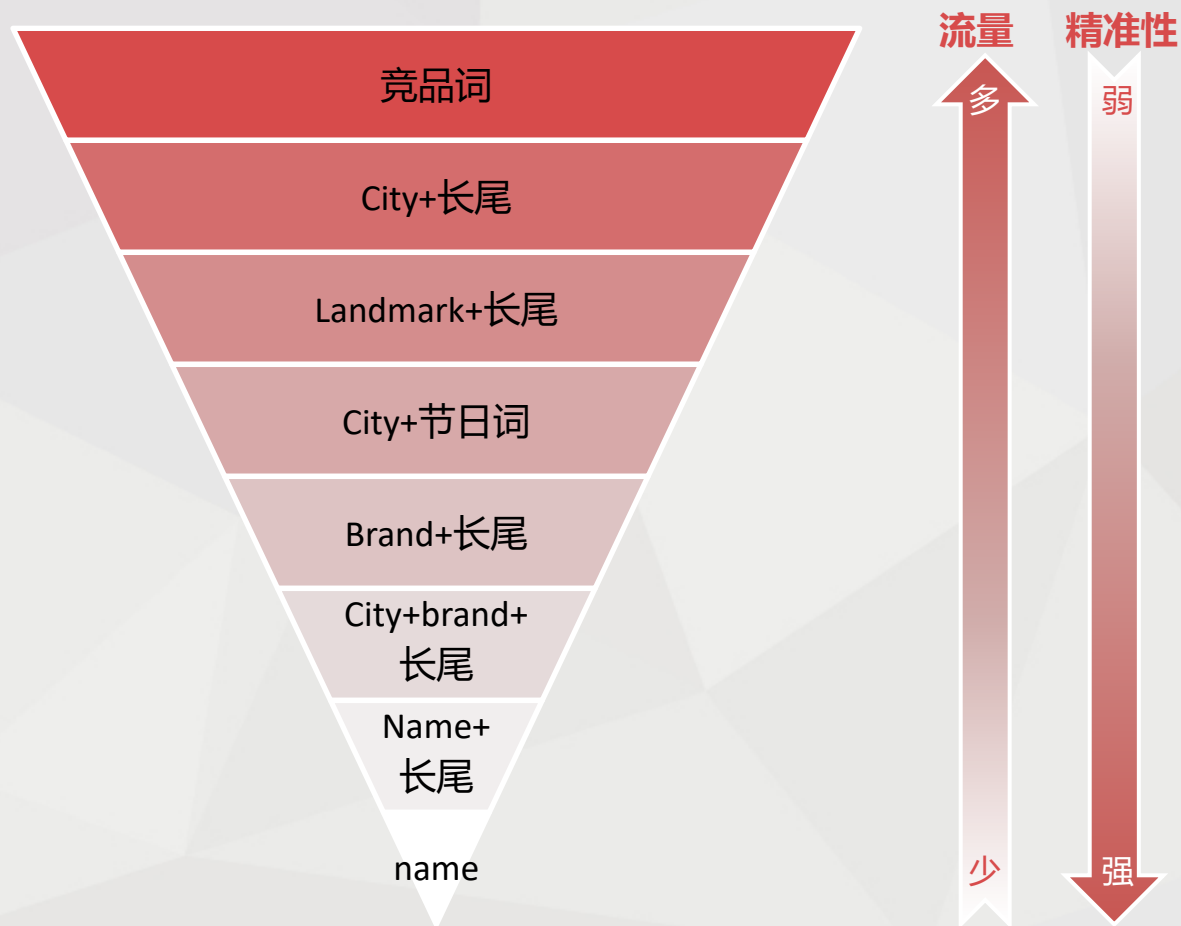 竞品词
City+长尾
Landmark+长尾
City+节日词
Brand+长尾
City+brand+
长尾
Name+
长尾
name
流量
多
少
精准性
弱
强